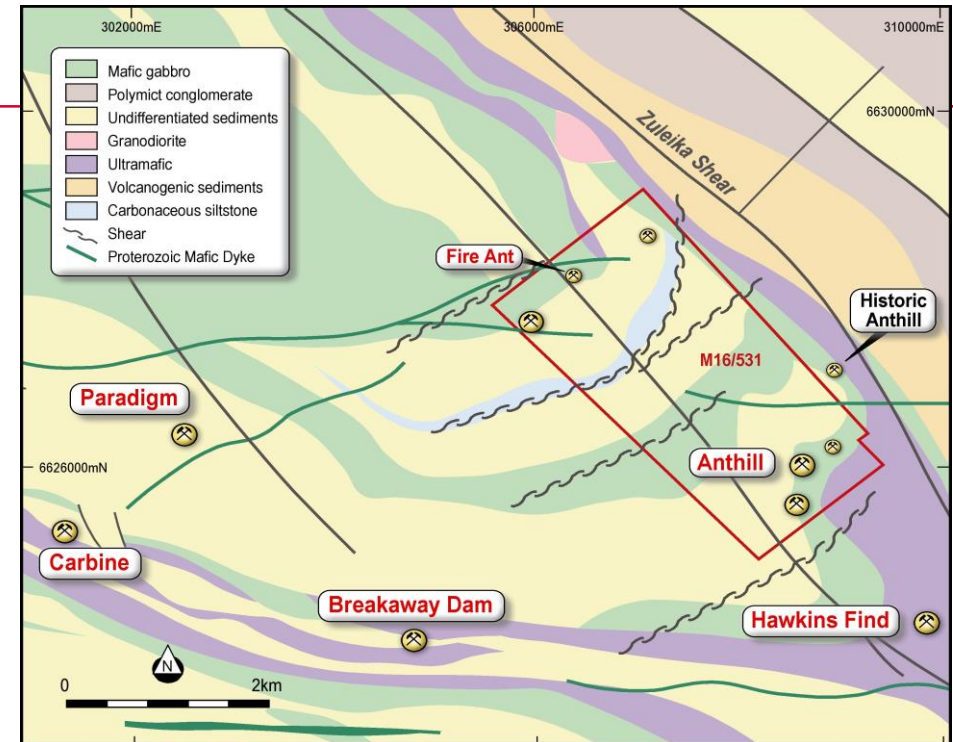 302000mE
306000mE
310000mE
Mafic gabbro
Polymict conglomerate
Undifferentiated sediments
Granodiorite
Ultramafic
Volcanogenic sediments
Carbonaceous siltstone
Shear
Proterozoic Mafic Dyke
6630000mN
Zuleika Shear
Fire Ant
Historic
Anthill
M16/531
Paradigm
6626000mN
Anthill
Carbine
Breakaway Dam
Hawkins Find
N
0
2km